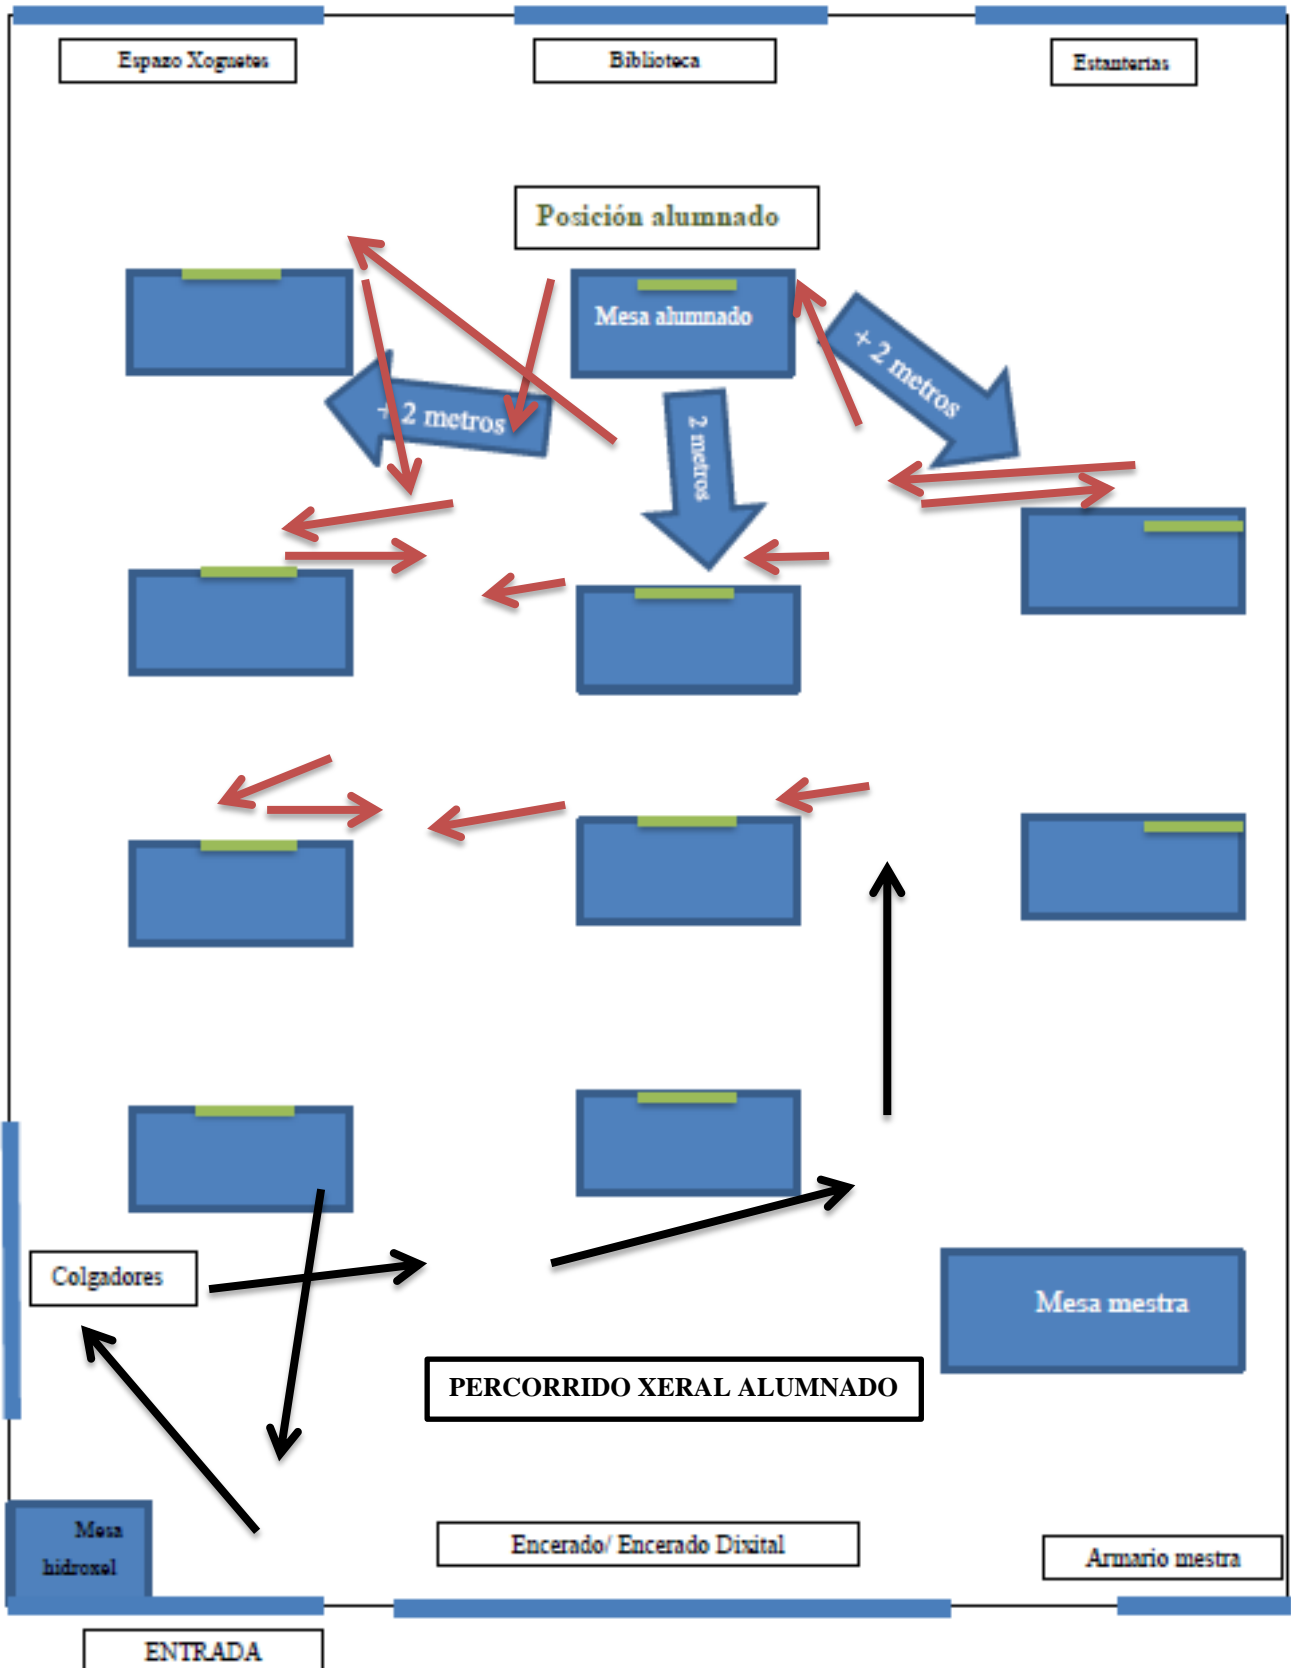 Espazo Xoguetes
Biblioteca
Estanterías
Posición alumnado
Mesa alumnado
+ 2 metros
+ 2 metros
2 metros
Colgadores
Mesa mestra
PERCORRIDO XERAL ALUMNADO
Mesa
hidroxel
Encerado/ Encerado Dixital
Armario mestra
ENTRADA